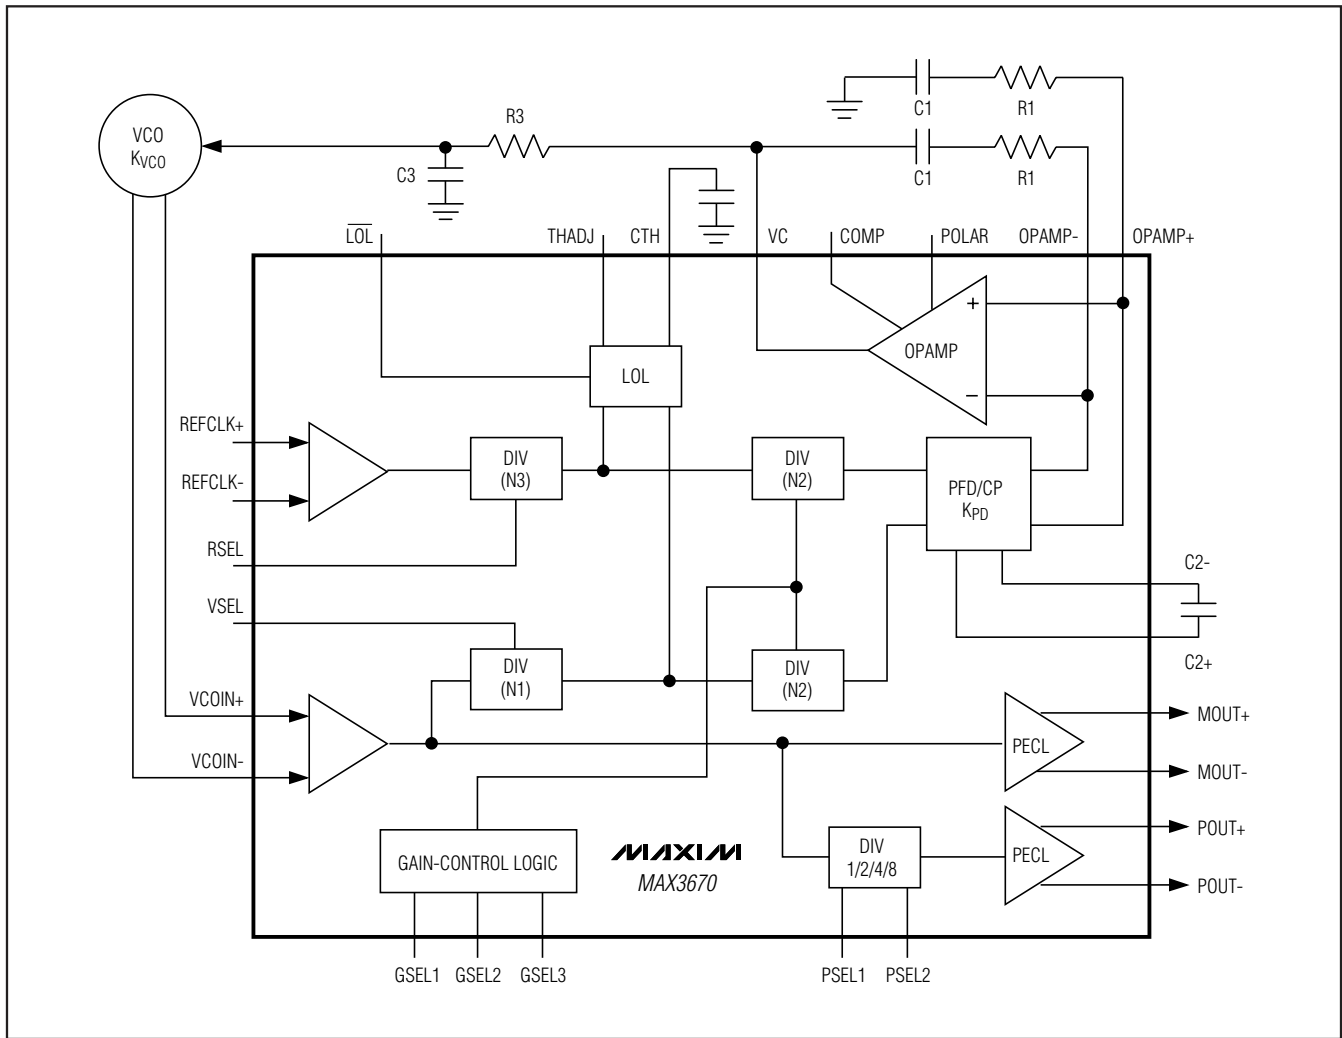 C1
R1
R3
VCO
KVCO
C3
C1
R1
LOL
THADJ
CTH
VC
COMP
POLAR
OPAMP-
OPAMP+
+
OPAMP
−
LOL
REFCLK+
REFCLK-
DIV
(N3)
DIV
(N2)
PFD/CP
KPD
RSEL
C2-
VSEL
C2+
DIV
(N1)
DIV
(N2)
VCOIN+
MOUT+
VCOIN-
PECL
MOUT-
POUT+
GAIN-CONTROL LOGIC
MAXIM
MAX3670
DIV
1/2/4/8
PECL
POUT-
GSEL1
GSEL2
GSEL3
PSEL1
PSEL2